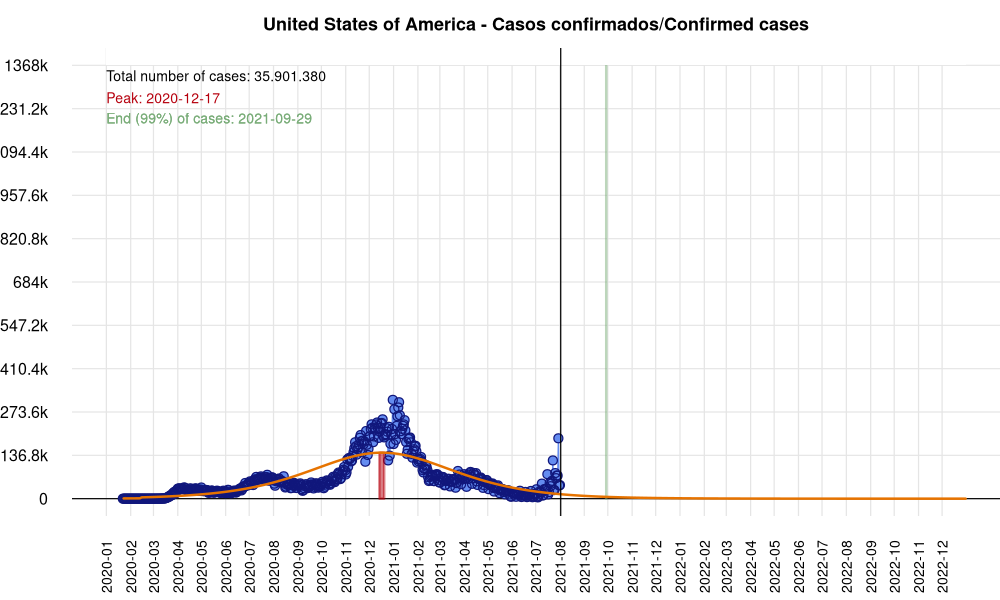 United States of America - Casos confirmados/Confirmed cases
Total number of cases: 35.901.380
Peak: 2020-12-17
End (99%) of cases: 2021-09-29
1368k
231.2k
094.4k
957.6k
820.8k
684k
547.2k
410.4k
273.6k
136.8k
0
2020-01
2020-02
2020-03
2020-04
2020-05
2020-06
2020-07
2020-08
2020-09
2020-10
2020-11
2020-12
2021-01
2021-02
2021-03
2021-04
2021-05
2021-06
2021-07
2021-08
2021-09
2021-10
2021-11
2021-12
2022-01
2022-02
2022-03
2022-04
2022-05
2022-06
2022-07
2022-08
2022-09
2022-10
2022-11
2022-12